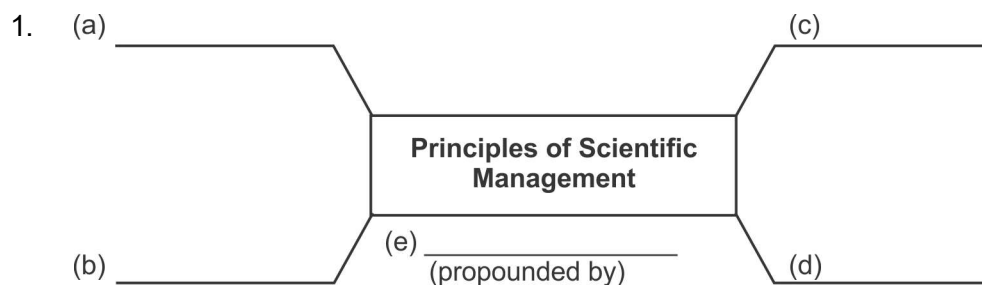 1. (a)
(c)
Principles of Scientific
Management
(b)
(e)
(propounded by)
(d)